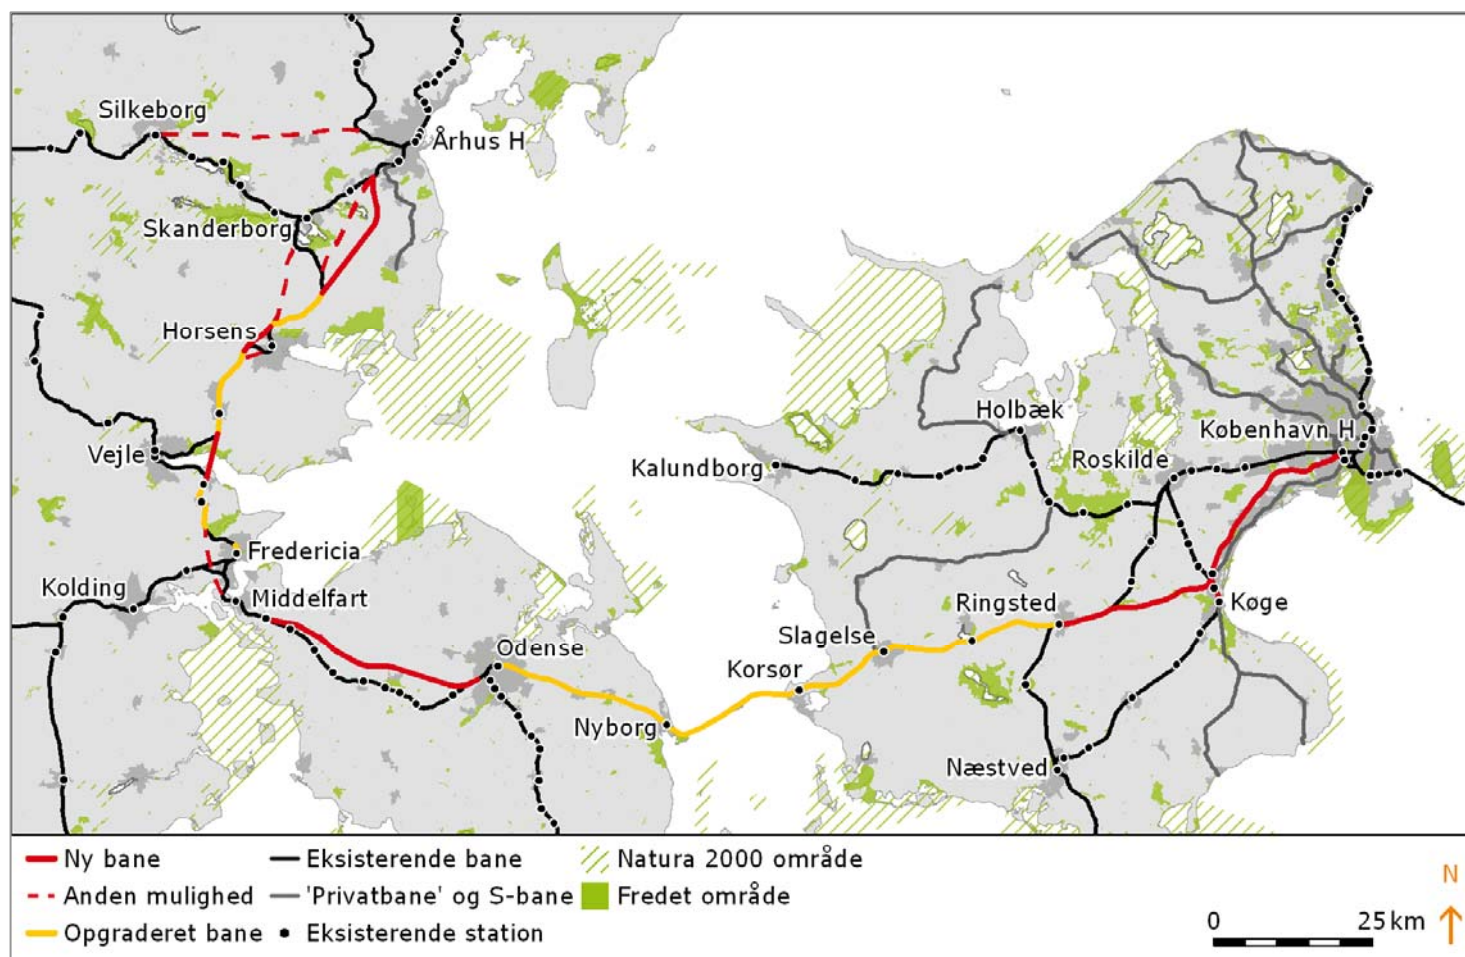 Silkeborg
Århus H
Skanderborg
Horsens
Holbæk
København H
Vejle
Kalundborg
Roskilde
Fredericia
Kolding
Middelfart
Ringsted
Køge
Odense
Slagelse
Korsør
Nyborg
Næstved
Ny bane
Eksisterende bane
Natura 2000 område
Anden mulighed
'Privatbane' og S-bane
Fredet område
Opgraderet bane
Eksisterende station
N
0
25 km